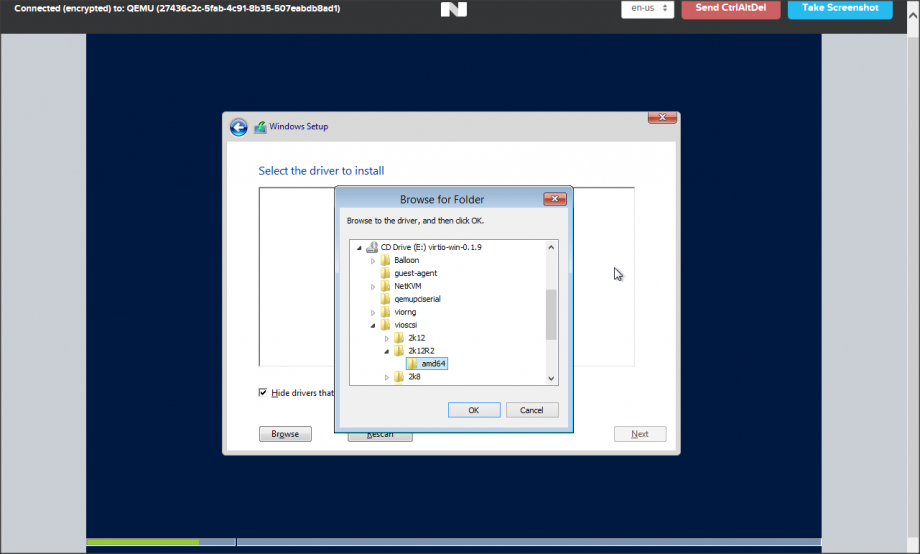 Connected (encrypted) to: QEMU (27436c2c-5fab-4c91-8b35-507eebdb8ad1)
N
en-us
Send CtrlAltDel
Take Screenshot
Windows Setup
Select the driver to install
Browse for Folder
Browse to the driver, and then click OK.
CD Drive (E:) virtio-win-0.1.9
Balloon
guest-agent
NetKVM
qemupciserial
viorng
vioscsi
2k12
2k12R2
amd64
2k8
Hide drivers that
OK
Cancel
Browse
Rescan
Next